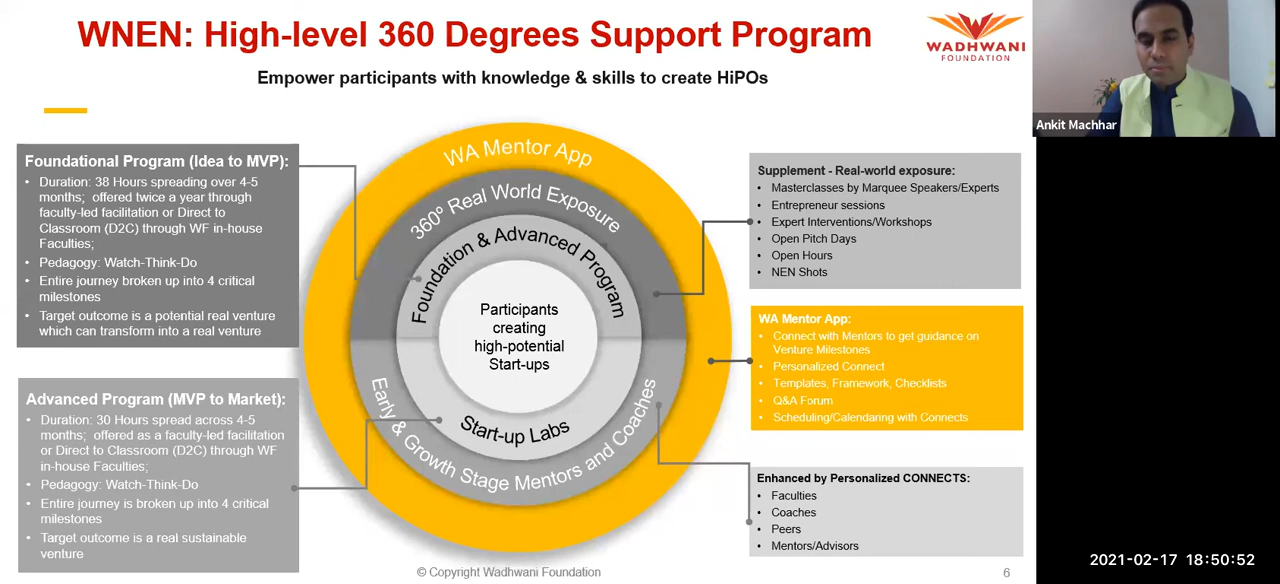 WNEN: High-level 360 Degrees Support Program
WADHWANI
FOUNDATION
Empower participants with knowledge & skills to create HiPOs
Ankit Machhar
Foundational Program (Idea to MVP):
• Duration: 38 Hours spreading over 4-5
months; offered twice a year through
faculty-led facilitation or Direct to
Classroom (D2C) through WF in-house
Faculties;
• Pedagogy: Watch-Think-Do
• Entire journey broken up into 4 critical
milestones
• Target outcome is a potential real venture
which can transform into a real venture
Advanced Program (MVP to Market):
• Duration: 30 Hours spread across 4-5
months; offered as a faculty-led facilitation
or Direct to Classroom (D2C) through WF
in-house Faculties;
• Pedagogy: Watch-Think-Do
• Entire journey is broken up into 4 critical
milestones
• Target outcome is a real sustainable
venture
WA Mentor App
360º Real World Exposure
Foundation & Advanced Program
Participants
creating
high-potential
Start-ups
Start-up Labs
Early & Growth Stage Mentors and Coaches
Supplement - Real-world exposure:
• Masterclasses by Marquee Speakers/Experts
• Entrepreneur sessions
• Expert Interventions/Workshops
• Open Pitch Days
• Open Hours
• NEN Shots
WA Mentor App:
• Connect with Mentors to get guidance on
Venture Milestones
• Personalized Connect
• Templates, Framework, Checklists
• Q&A Forum
• Scheduling/Calendaring with Connects
Enhanced by Personalized CONNECTS:
• Faculties
• Coaches
• Peers
• Mentors/Advisors
© Copyright Wadhwani Foundation
6
2021-02-17 18:50:52